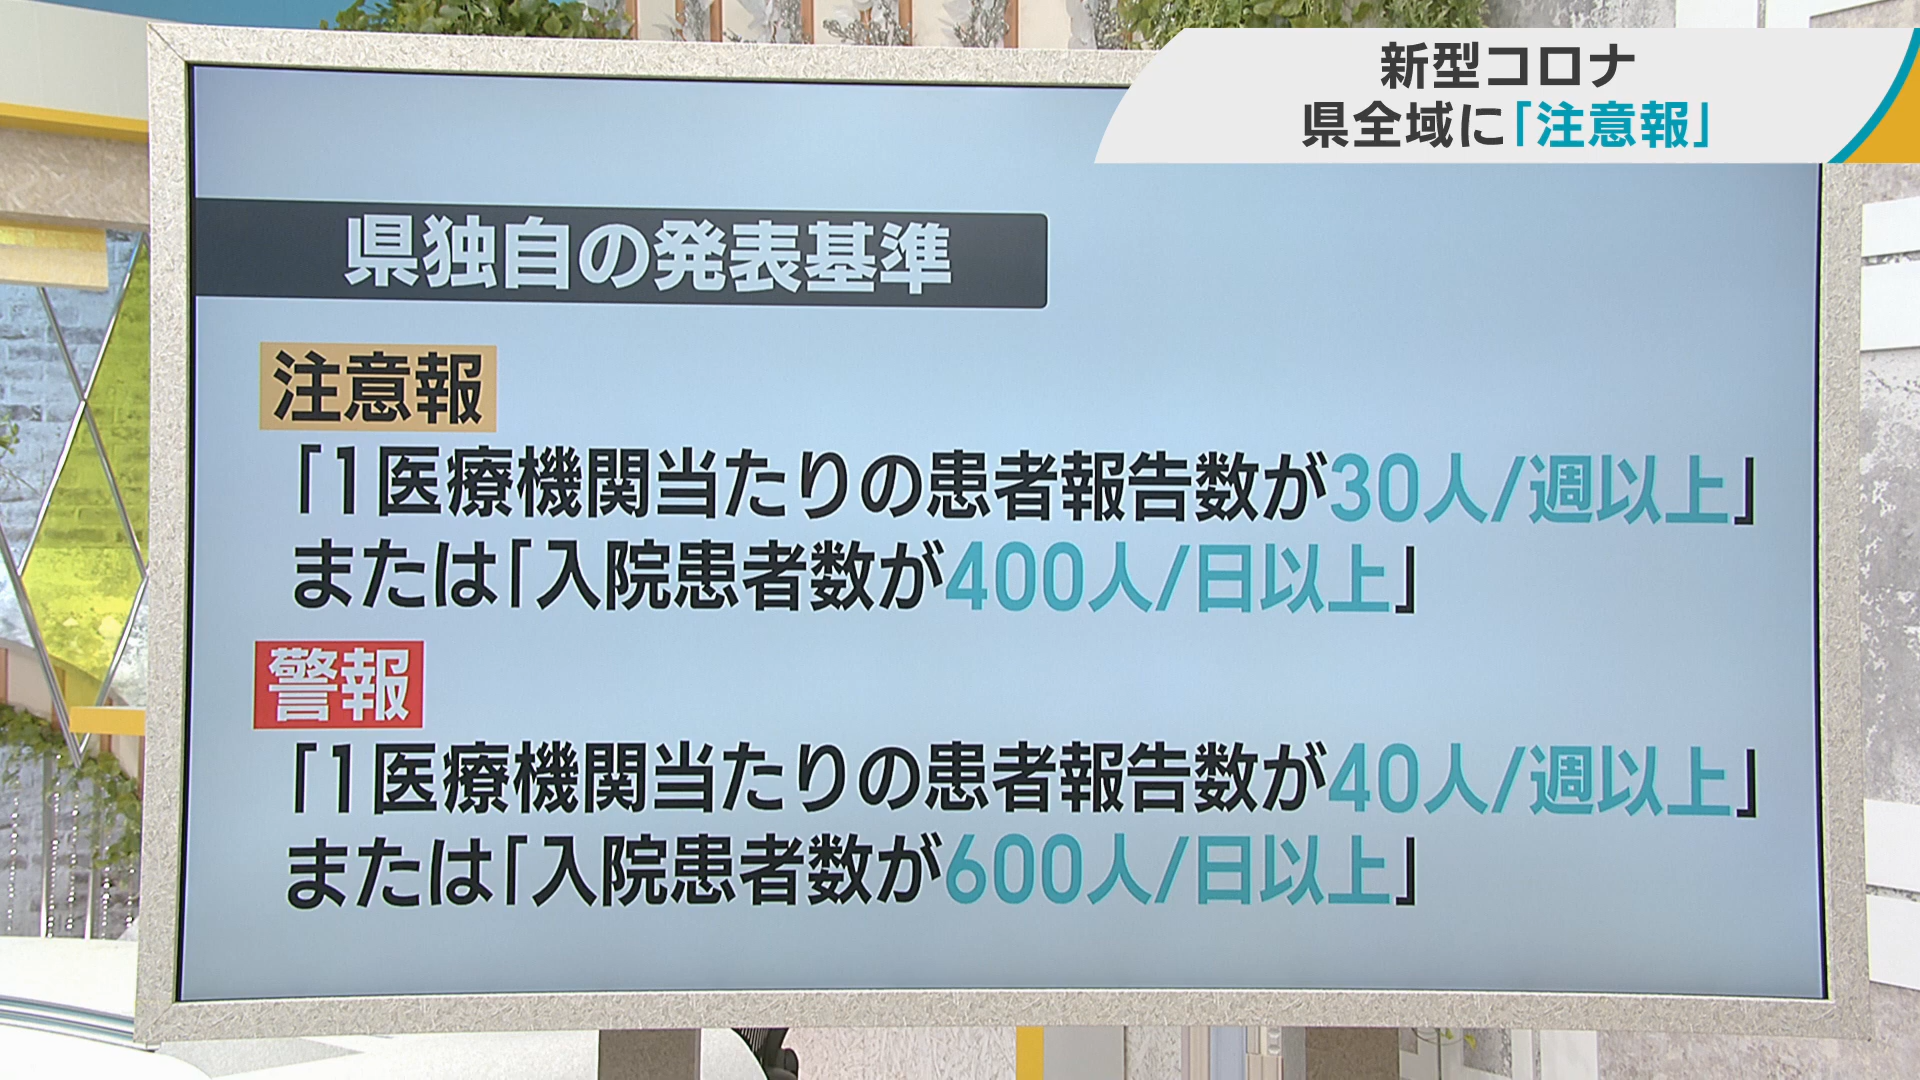 新型コロナ
県全域に「注意報」
県独自の発表基準
注意報
「1医療機関当たりの患者報告数が30人/週以上」
または「入院患者数が400人/日以上」
警報
「1医療機関当たりの患者報告数が40人/週以上」
または「入院患者数が600人/日以上」